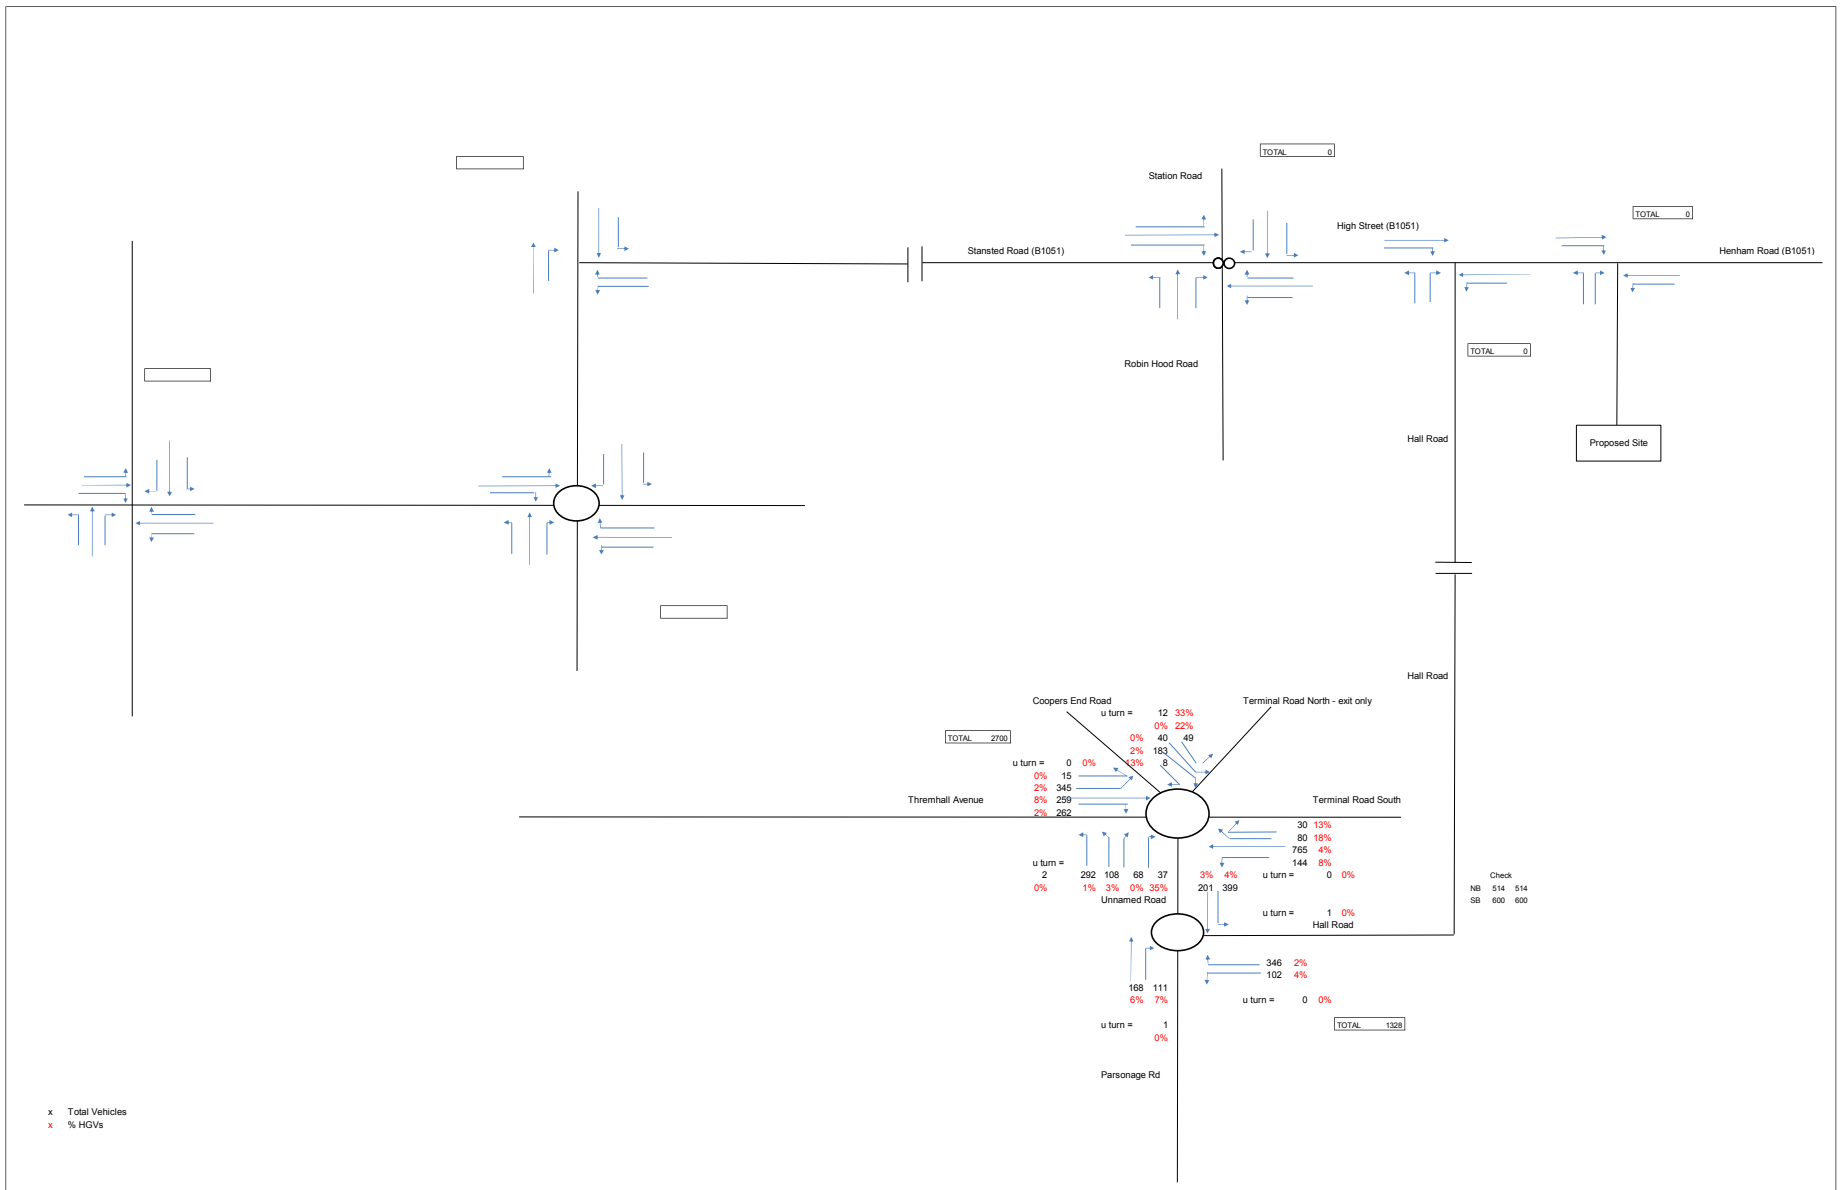 TOTAL 0
Station Road
TOTAL 0
High Street (B1051)
Stansted Road (B1051)
Henham Road (B1051)
TOTAL 0
Robin Hood Road
Hall Road
Proposed Site
Hall Road
Coopers End Road
Terminal Road North - exit only
u turn = 12 33%
0% 22%
TOTAL 2700
0% 40 49
2% 183
u turn = 0 0% 13% 8
0% 15
2% 345
Thremhall Avenue
8% 259
Terminal Road South
2% 262
30 13%
80 18%
765 4%
144 8%
u turn =
2 292 108 68 37
3% 4%
u turn = 0 0%
0% 1% 3% 0% 35%
201 399
Unnamed Road
Check
NB 514 514
SB 600 600
u turn = 1 0%
Hall Road
346 2%
102 4%
168 111
6% 7%
u turn = 0 0%
u turn = 1
0%
TOTAL 1328
Parsonage Rd
x Total Vehicles
x % HGVs